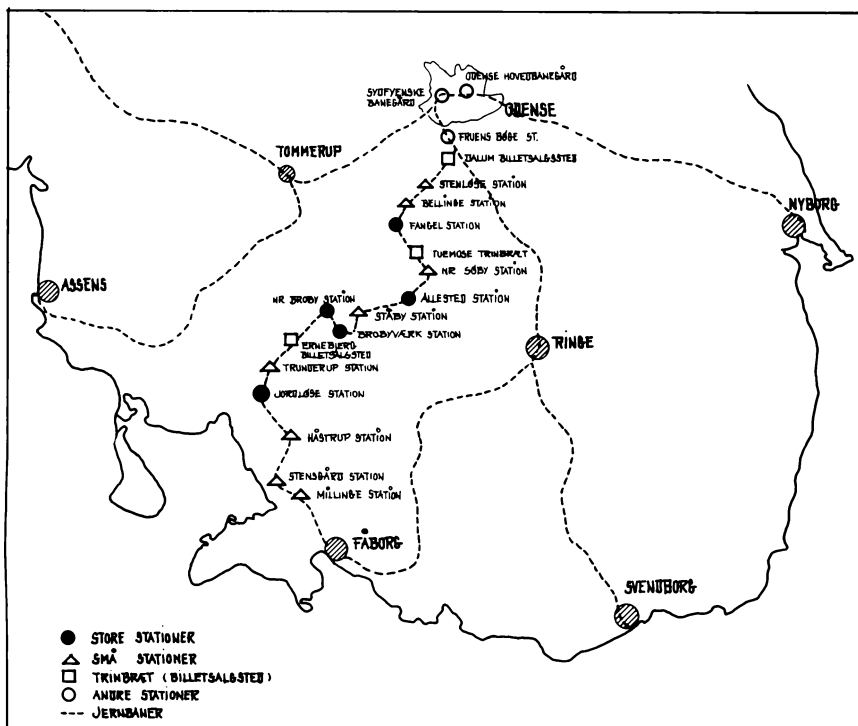 ODENSE HOVEDBANEGÅRD
SYDFYENSKE
BANEGÅRD
ODENSE
FRUENS BØGE ST.
TOMMERUP
DALUM BILLETSALGSSTED
STENLØSE STATION
BELLINGE STATION
NYBORG
FANGEL STATION
TUEMOSE TRINBRÆT
NR SØBY STATION
ASSENS
NR BROBY STATION
ALLESTED STATION
STÅBY STATION
BROBYVÆRK STATION
ERNEBJERG
BILLETSALGSTED
RINGE
TRUNDERUP STATION
JORDLØSE STATION
HÅSTRUP STATION
STENSGÅRD STATION
MILLINGE STATION
FÅBORG
SVENDBORG
STORE STATIONER
SMÅ STATIONER
TRINBRÆT (BILLETSALGSTED)
ANDRE STATIONER
JERNBANER